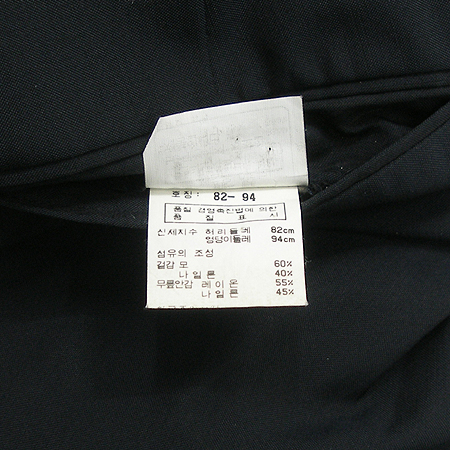 호칭: 82-94
품질 경영촉진법에 의한
품 질 표 시
신체치수 허리둘레 82cm
엉덩이둘레 94cm
섬유의 조성
겉감 모 60%
나일론 40%
무릎안감 레이온 55%
나일론 45%